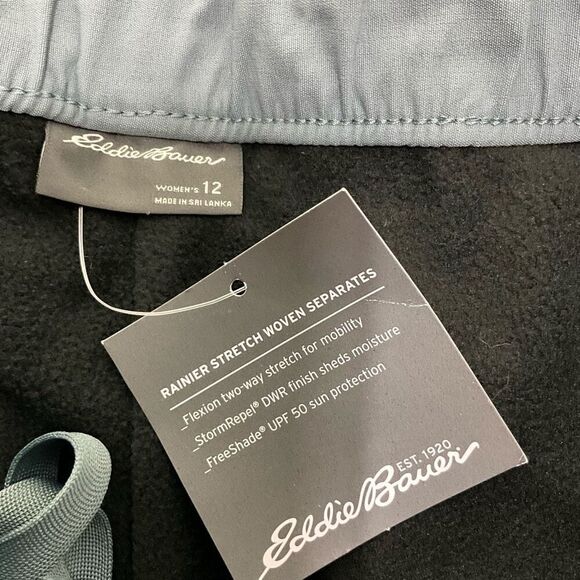 Eddie Bauer
WOMEN'S 12
MADE IN SRI LANKA
RAINIER STRETCH WOVEN SEPARATES
_Flexion two-way stretch for mobility
_StormRepel® DWR finish sheds moisture
_FreeShade® UPF 50 sun protection
EST. 1920
Eddie Bauer